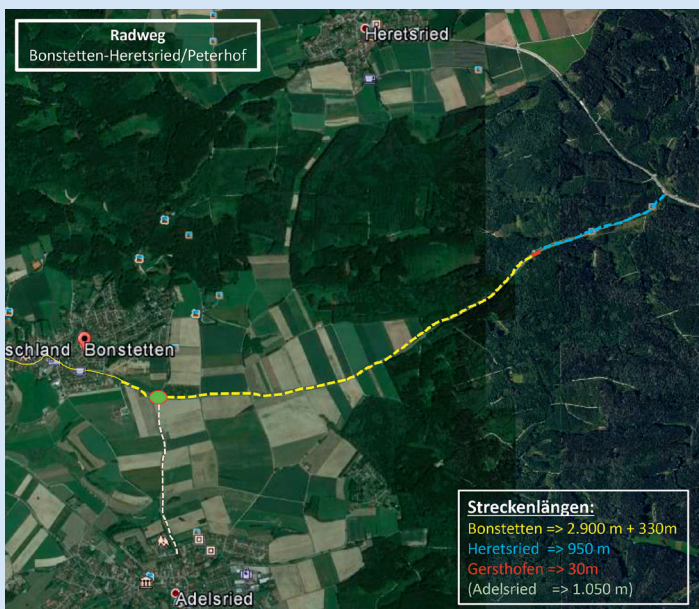 Radweg
Bonstetten-Heretsried/Peterhof
Heretsried
schland Bonstetten
Adelsried
Streckenlängen:
Bonstetten => 2.900 m + 330m
Heretsried => 950 m
Gersthofen => 30m
(Adelsried => 1.050 m)